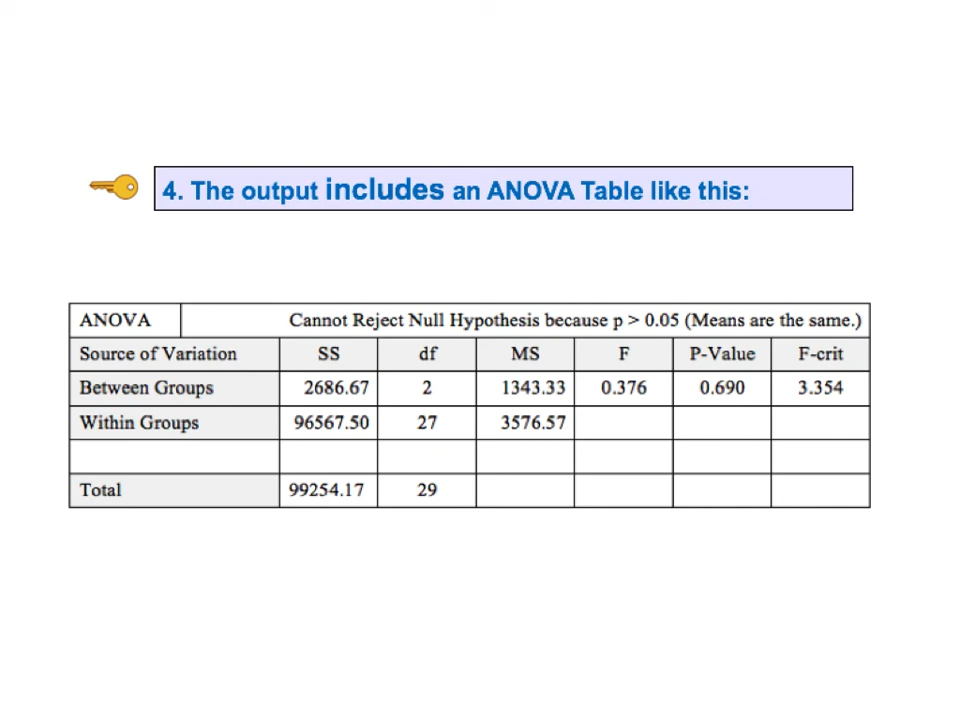 4. The output includes an ANOVA Table like this:
ANOVA Cannot Reject Null Hypothesis because p > 0.05 (Means are the same.)
Source of Variation SS df MS F P-Value F-crit
Between Groups 2686.67 2 1343.33 0.376 0.690 3.354
Within Groups 96567.50 27 3576.57
Total 99254.17 29